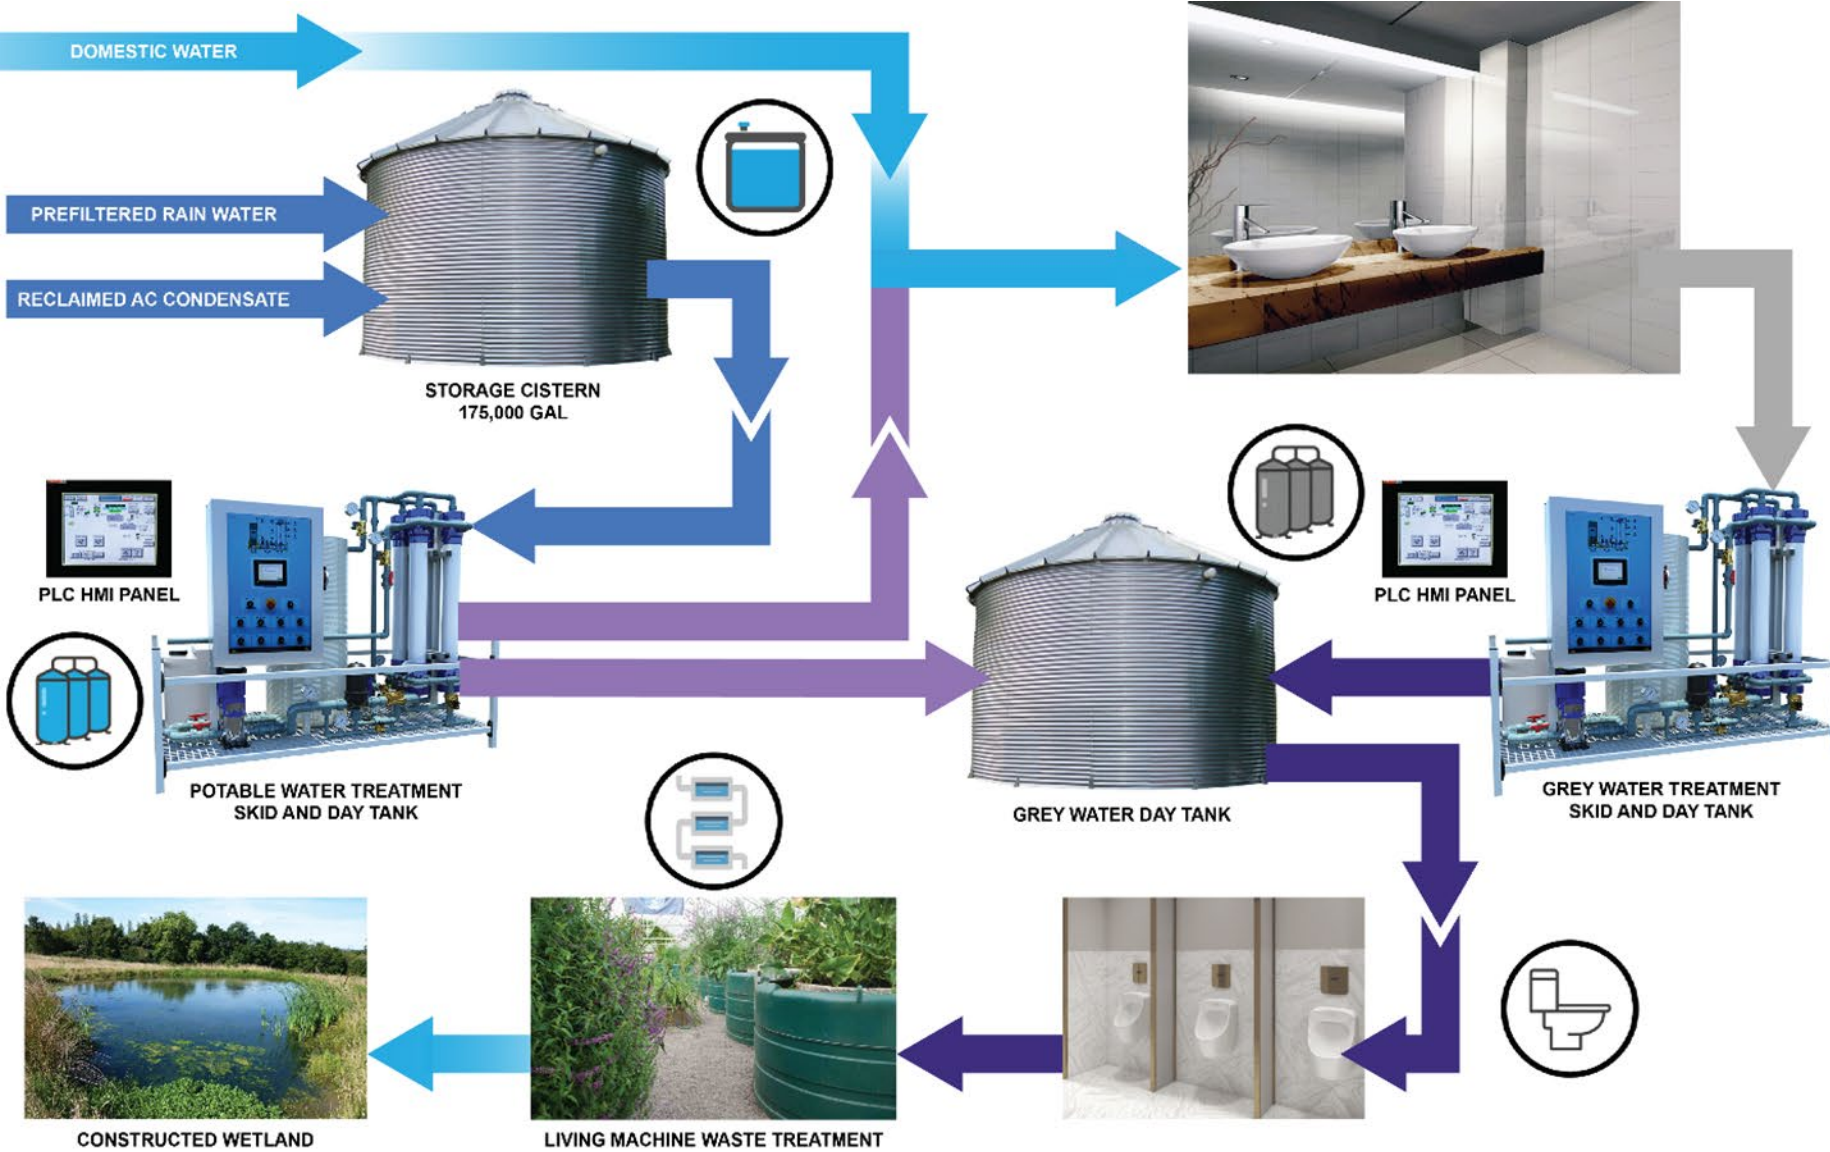 DOMESTIC WATER
PREFILTERED RAIN WATER
RECLAIMED AC CONDENSATE
STORAGE CISTERN
175,000 GAL
PLC HMI PANEL
PLC HMI PANEL
POTABLE WATER TREATMENT
SKID AND DAY TANK
GREY WATER DAY TANK
GREY WATER TREATMENT
SKID AND DAY TANK
CONSTRUCTED WETLAND
LIVING MACHINE WASTE TREATMENT